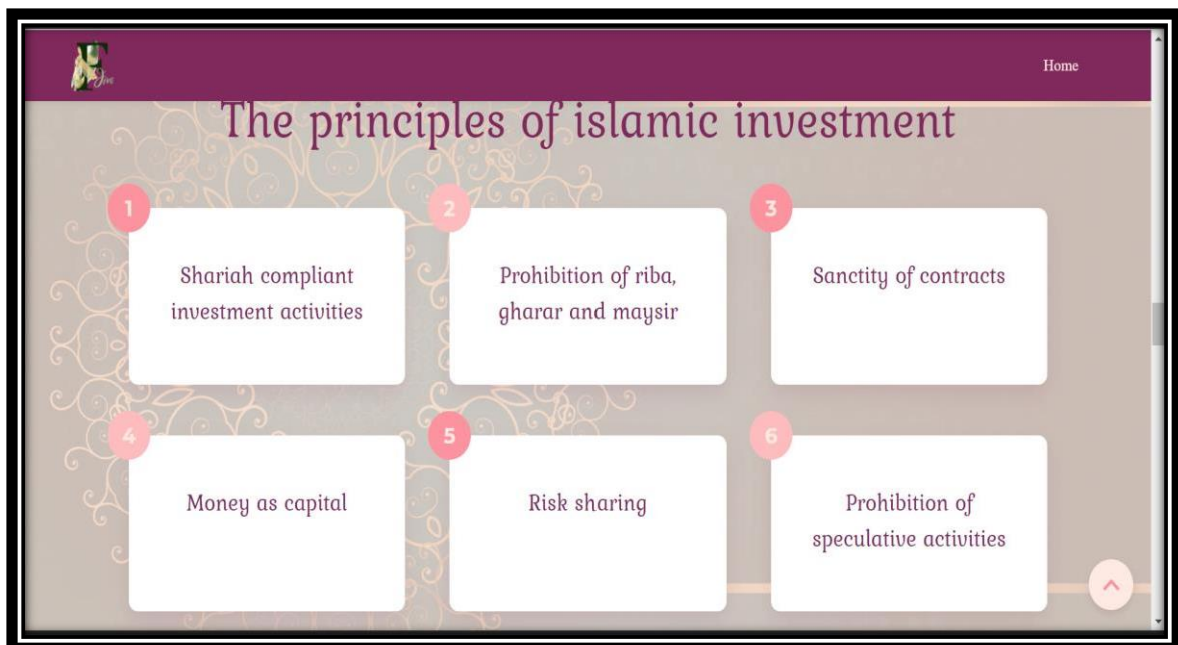 Home
The principles of islamic investment
1
Shariah compliant
investment activities
2
Prohibition of riba,
gharar and maysir
3
Sanctity of contracts
4
Money as capital
5
Risk sharing
6
Prohibition of
speculative activities